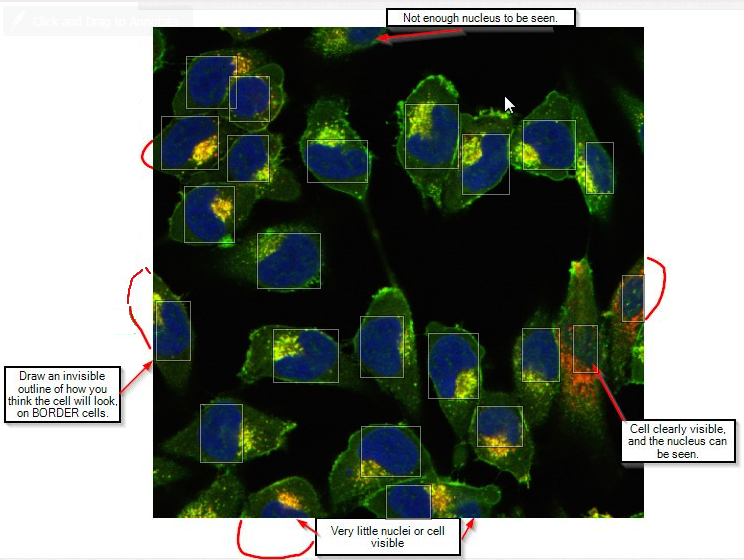 Click and Drag to Annotate
Not enough nucleus to be seen.
Draw an invisible
outline of how you
think the cell will look,
on BORDER cells.
Cell clearly visible,
and the nucleus can
be seen.
Very little nuclei or cell
visible